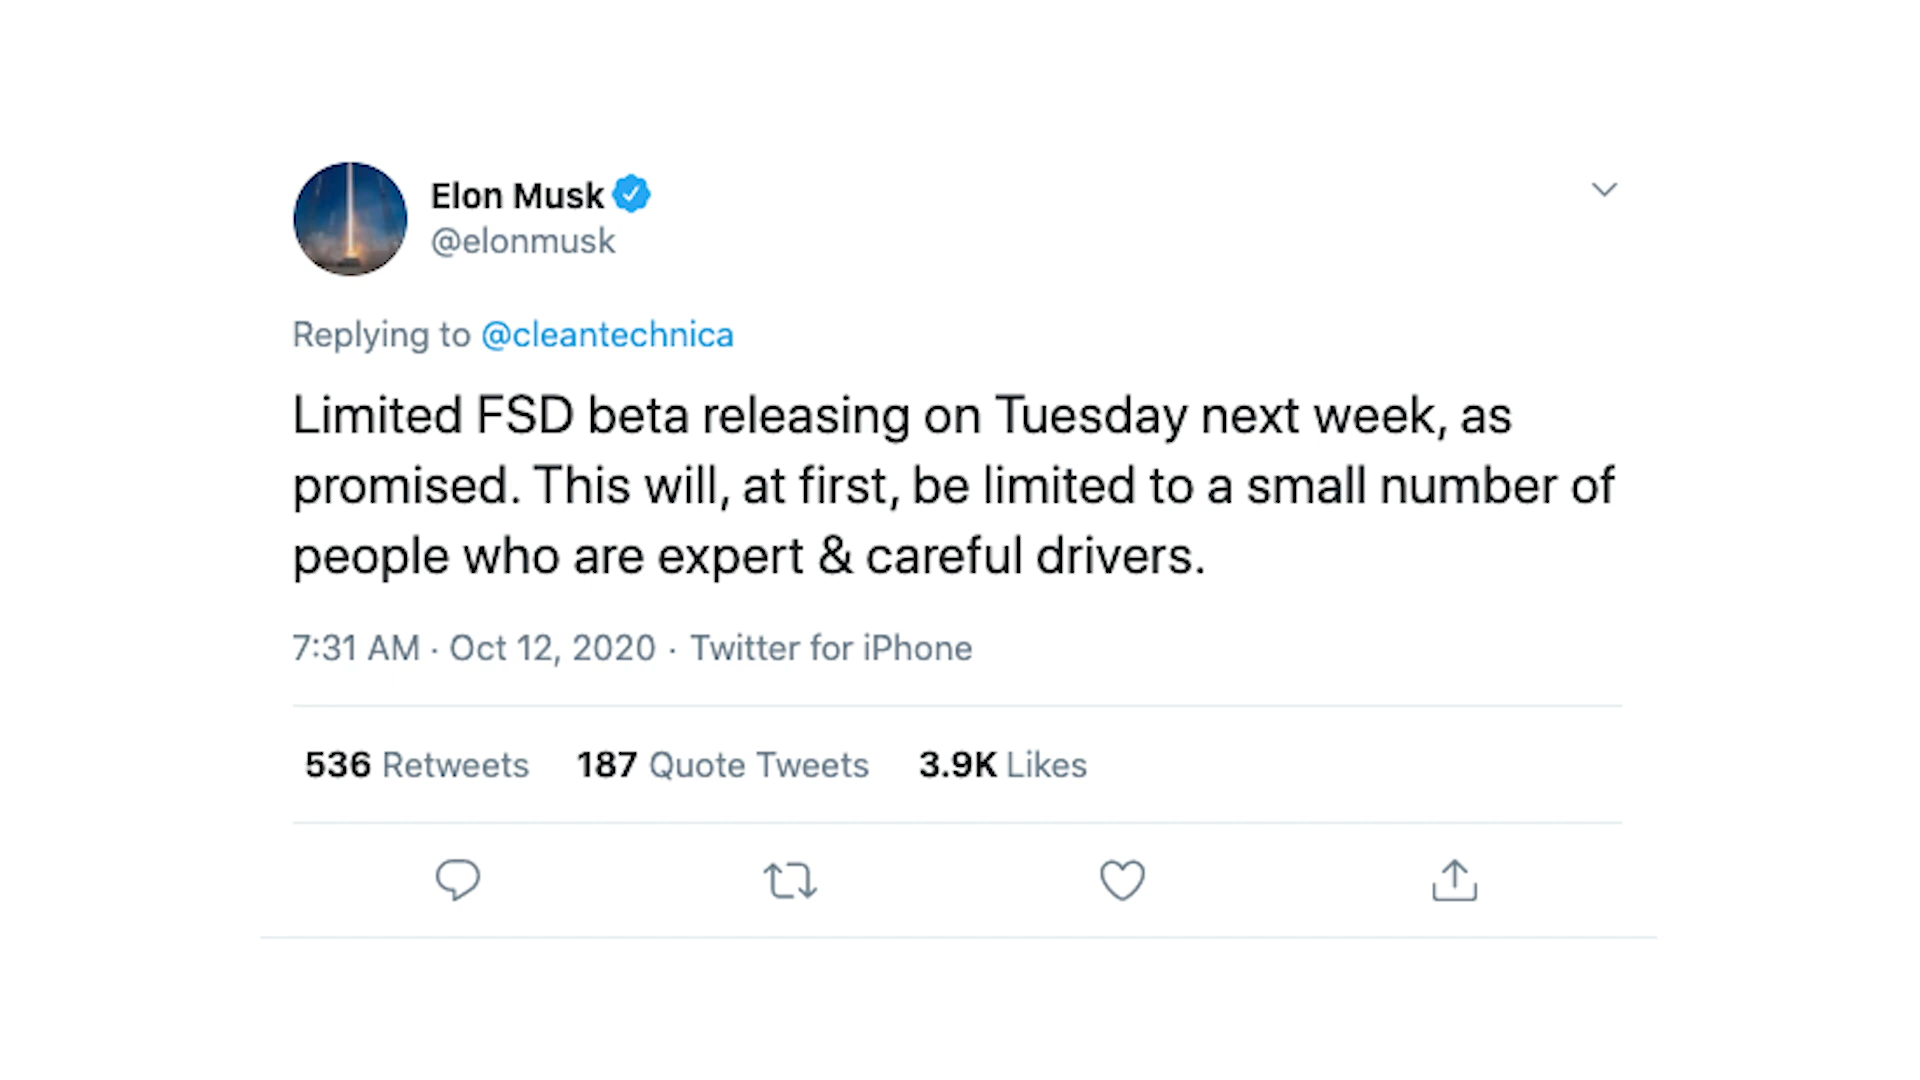 Elon Musk
@elonmusk
Replying to @cleantechnica
Limited FSD beta releasing on Tuesday next week, as
promised. This will, at first, be limited to a small number of
people who are expert & careful drivers.
7:31 AM · Oct 12, 2020 · Twitter for iPhone
536 Retweets 187 Quote Tweets 3.9K Likes